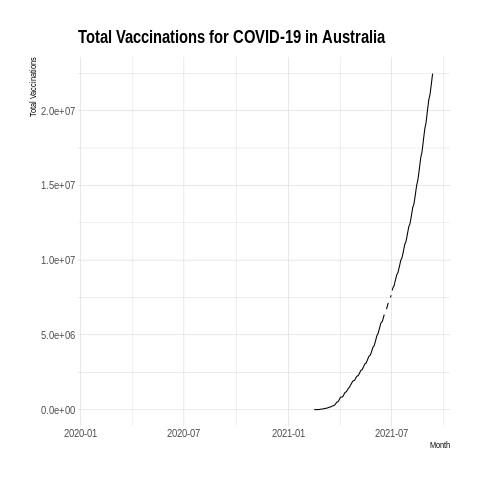 Total Vaccinations for COVID-19 in Australia
Total Vaccinations
2.0e+07
1.5e+07
1.0e+07
5.0e+06
0.0e+00
2020-01 2020-07 2021-01 2021-07
Month